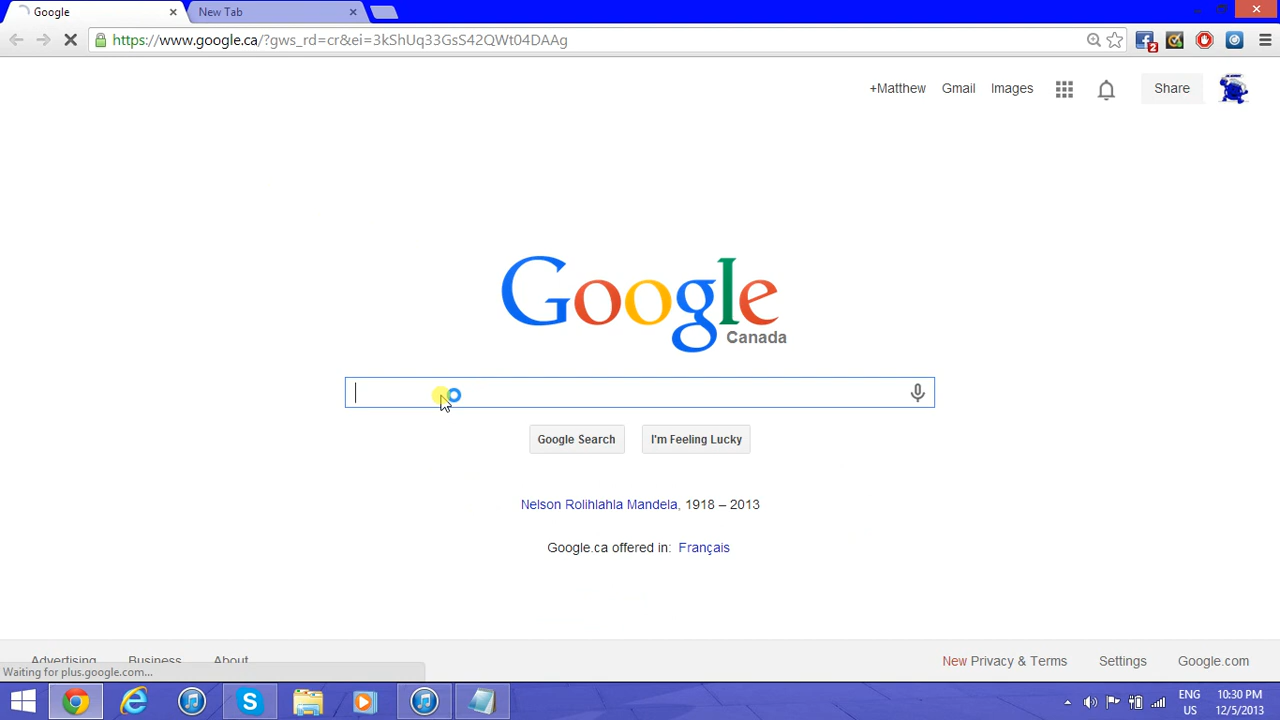 Google
New Tab
https://www.google.ca/?gws_rd=cr&ei=3kShUq33GsS42QWt04DAAg
2
+Matthew Gmail Images Share
Google
Canada
Google Search I'm Feeling Lucky
Nelson Rolihlahla Mandela, 1918 – 2013
Google.ca offered in: Français
Advertising Business About New Privacy & Terms Settings Google.com
Waiting for plus.google.com...
ENG 10:30 PM
US 12/5/2013